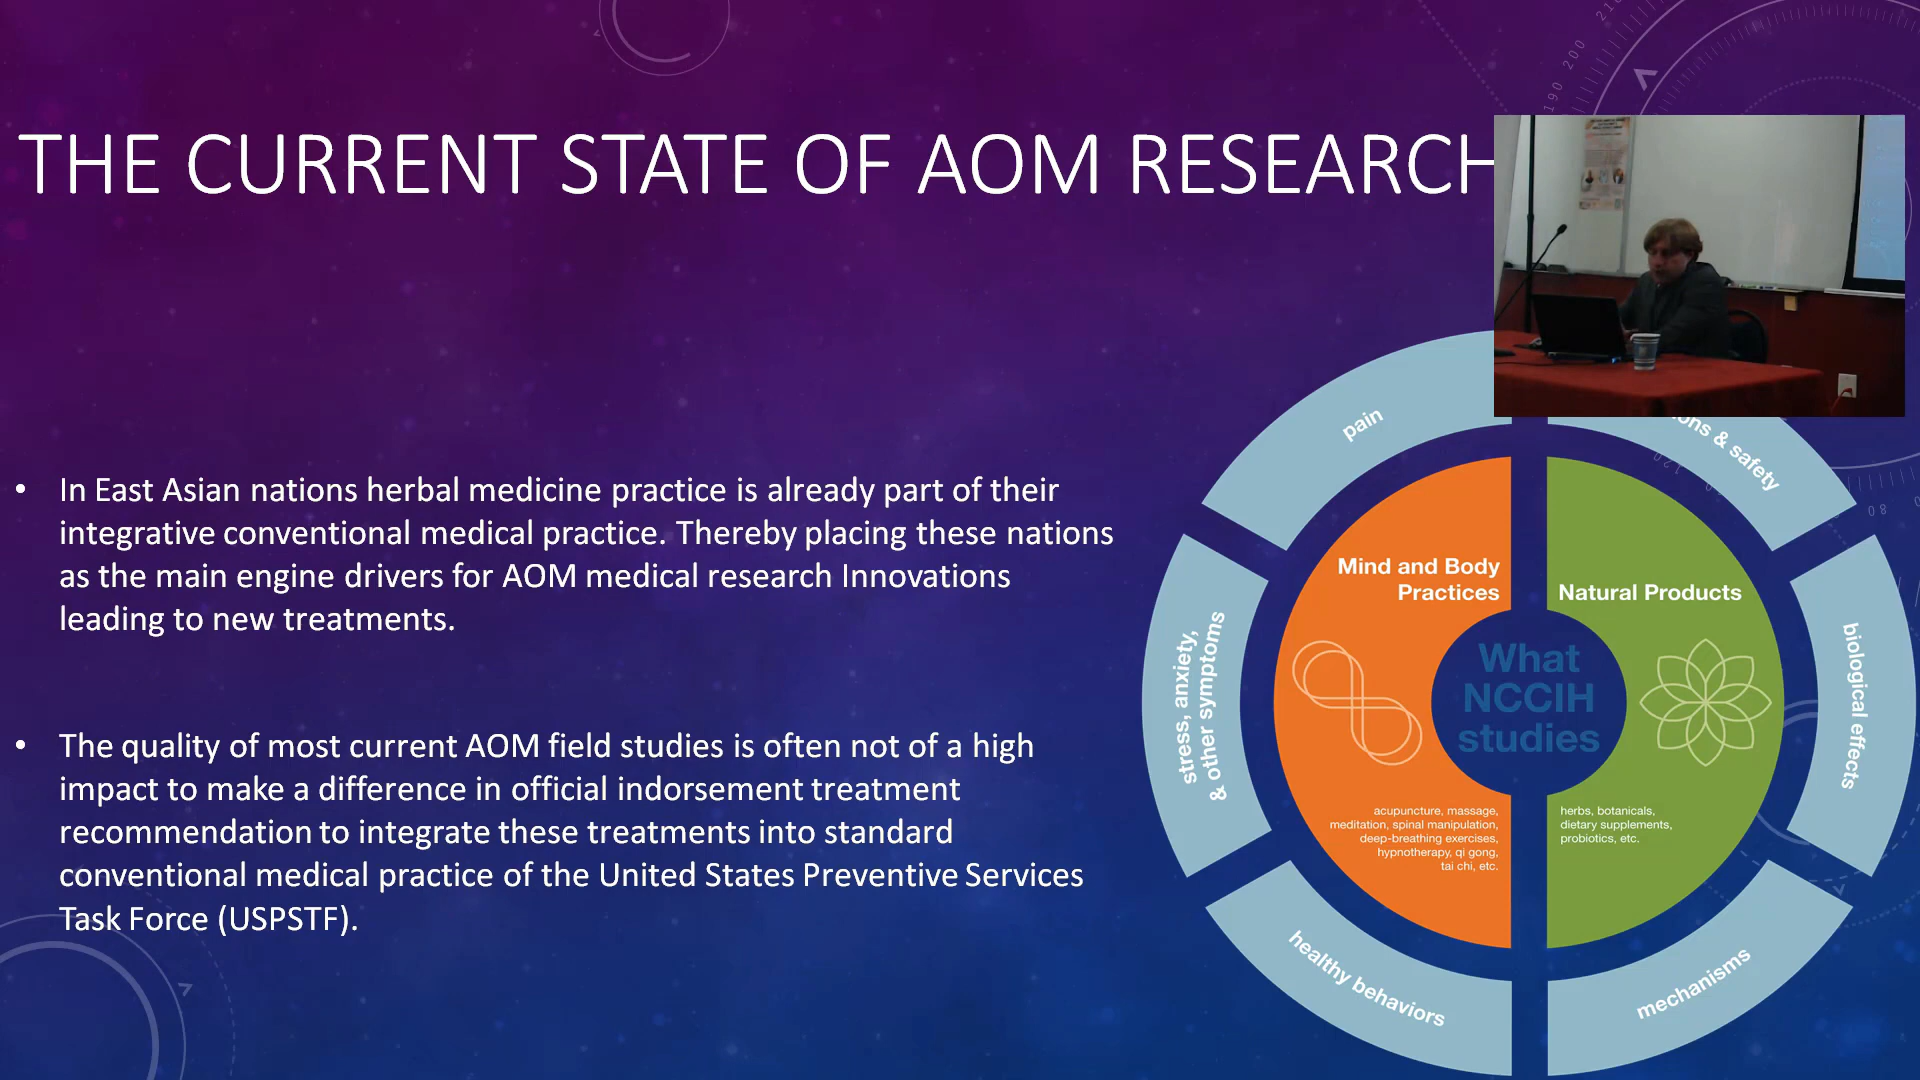 THE CURRENT STATE OF AOM RESEARCH
• In East Asian nations herbal medicine practice is already part of their
integrative conventional medical practice. Thereby placing these nations
as the main engine drivers for AOM medical research Innovations
leading to new treatments.
• The quality of most current AOM field studies is often not of a high
impact to make a difference in official indorsement treatment
recommendation to integrate these treatments into standard
conventional medical practice of the United States Preventive Services
Task Force (USPSTF).
pain
& safety
stress, anxiety,
& other symptoms
biological effects
healthy behaviors
mechanisms
Mind and Body
Practices
Natural Products
What
NCCIH
studies
acupuncture, massage,
meditation, spinal manipulation,
deep-breathing exercises,
hypnotherapy, qi gong,
tai chi, etc.
herbs, botanicals,
dietary supplements,
probiotics, etc.
190
200
80
120